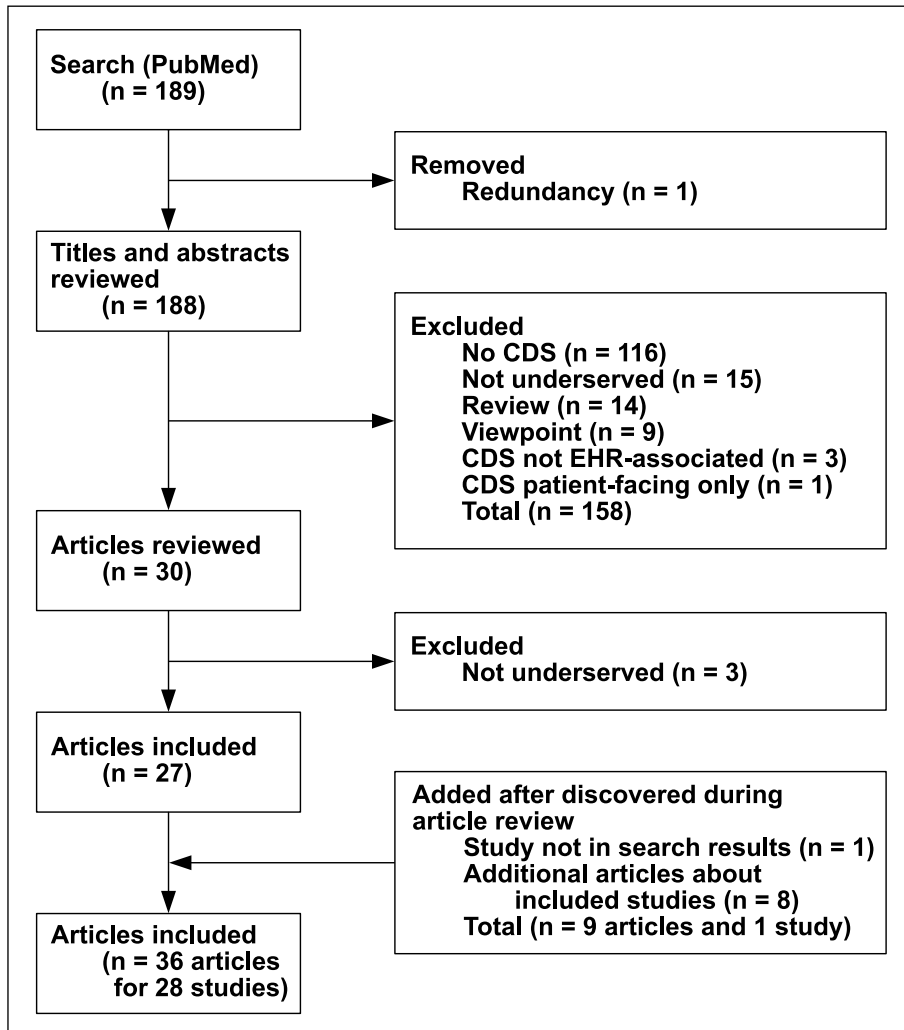 Search (PubMed)
(n = 189)
Removed
Redundancy (n = 1)
Titles and abstracts
reviewed
(n = 188)
Excluded
No CDS (n = 116)
Not underserved (n = 15)
Review (n = 14)
Viewpoint (n = 9)
CDS not EHR-associated (n = 3)
CDS patient-facing only (n = 1)
Total (n = 158)
Articles reviewed
(n = 30)
Excluded
Not underserved (n = 3)
Articles included
(n = 27)
Added after discovered during
article review
Study not in search results (n = 1)
Additional articles about
included studies (n = 8)
Total (n = 9 articles and 1 study)
Articles included
(n = 36 articles
for 28 studies)